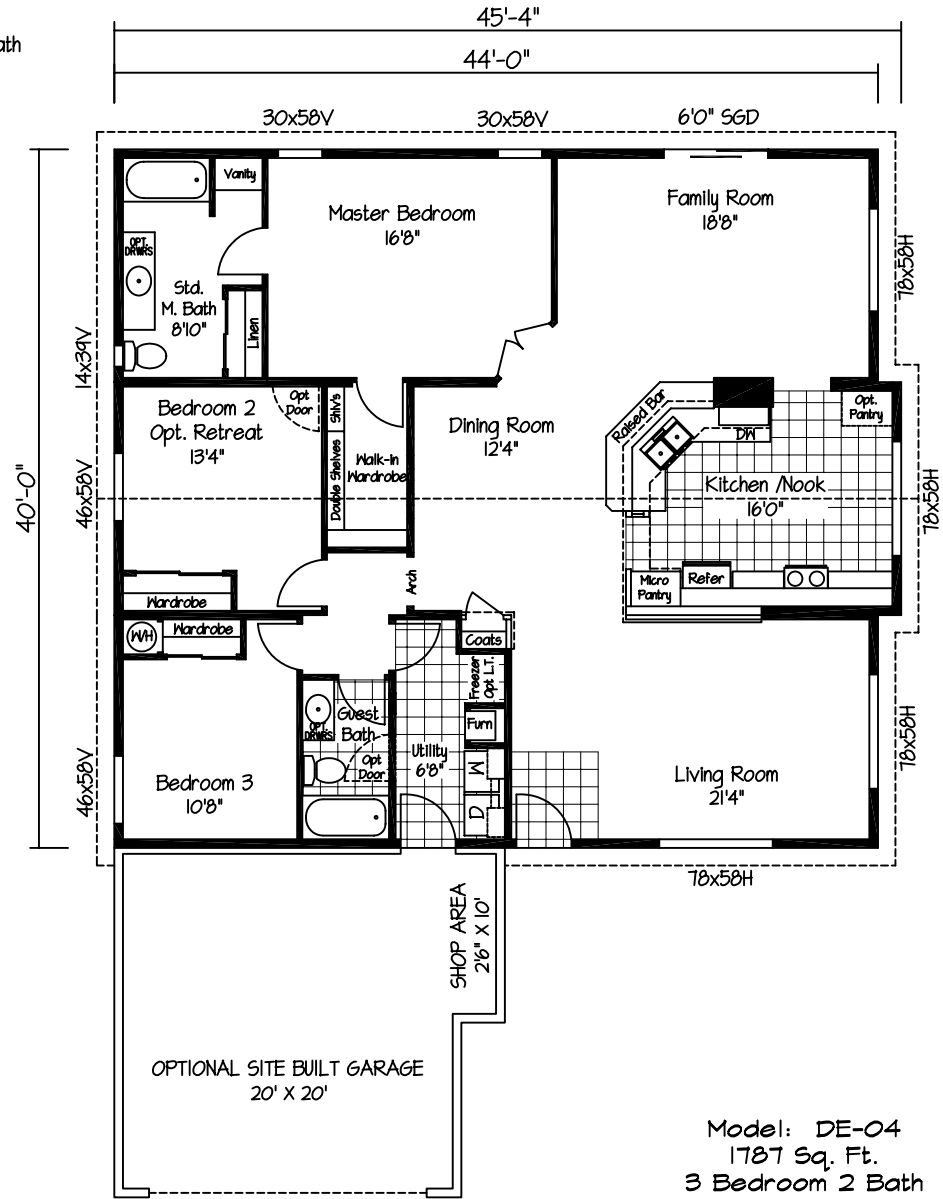 45'-4"
ath
44'-0"
30x58V
30x58V
6'0" SGD
Vanity
Family Room
18'8"
Master Bedroom
16'8"
OPT.
DRWRS
78x58H
Std.
M. Bath
8'10"
Linen
14x39V
Opt
Door
Shlv's
Bedroom 2
Opt. Retreat
13'4"
Raised Bar
Opt.
Pantry
Dining Room
12'4"
DW
Double Shelves
Walk-in
Wardrobe
40'-0"
46x58V
Kitchen /Nook
16'0"
78x58H
Arch
Micro
Pantry
Refer
Wardrobe
W/H
Wardrobe
Coats
Freezer
Opt L.T.
Guest
Bath
OPT.
DRWRS
Furn
78x58H
Utility
6'8"
Opt
Door
W
46x58V
Bedroom 3
10'8"
Living Room
21'4"
D
78x58H
SHOP AREA
2'6" X 10'
OPTIONAL SITE BUILT GARAGE
20' X 20'
Model: DE-04
1787 Sq. Ft.
3 Bedroom 2 Bath